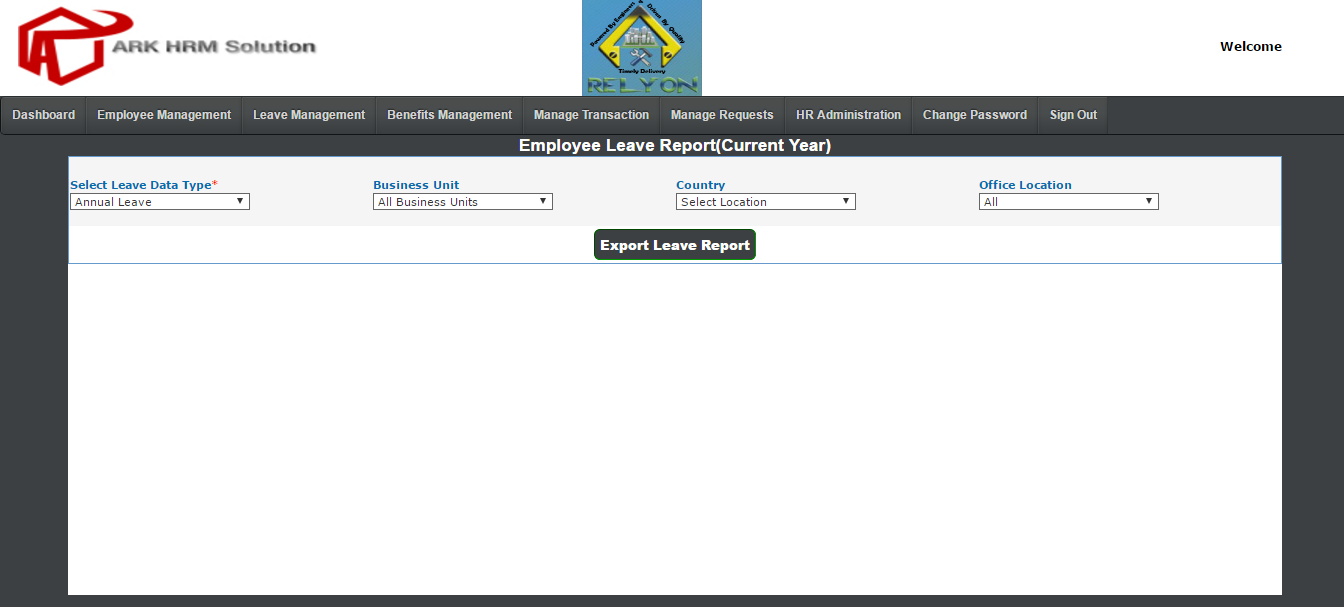 ARK HRM Solution
Powered By Engineers & Driven By Quality
Timely Delivery
RELYON
Welcome
Dashboard Employee Management Leave Management Benefits Management Manage Transaction Manage Requests HR Administration Change Password Sign Out
Employee Leave Report(Current Year)
Select Leave Data Type* Business Unit Country Office Location
Annual Leave All Business Units Select Location All
Export Leave Report